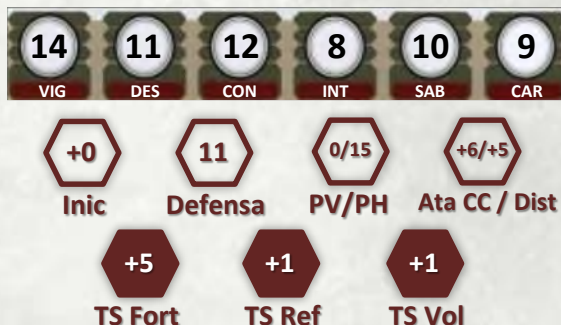 14 11 12 8 10 9
VIG DES CON INT SAB CAR
+0 11 0/15 +6/+5
Inic Defensa PV/PH Ata CC / Dist
+5 +1 +1
TS Fort TS Ref TS Vol